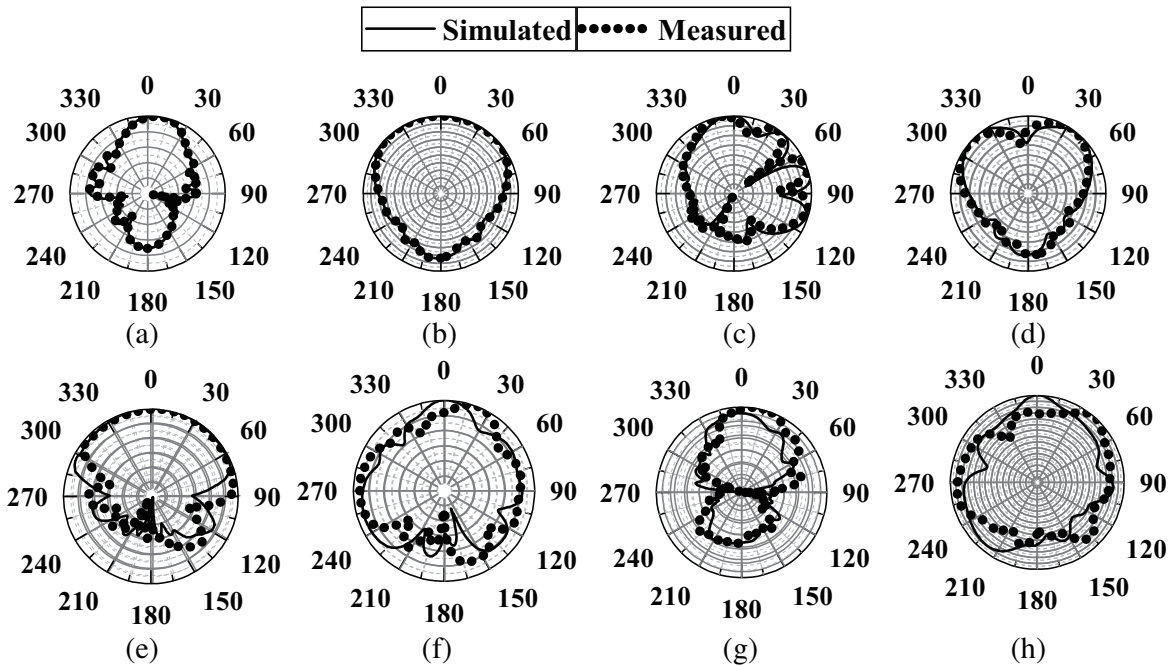 Simulated Measured
0 0 0 0
330 30 330 30 330 30 330 30
300 60 300 60 300 60 300 60
270 90 270 90 270 90 270 90
240 120 240 120 240 120 240 120
210 150 210 150 210 150 210 150
180 180 180 180
(a) (b) (c) (d)
0 0 0 0
330 30 330 30 330 30 330 30
300 60 300 60 300 60 300 60
270 90 270 90 270 90 270 90
240 120 240 120 240 120 240 120
210 150 210 150 210 150 210 150
180 180 180 180
(e) (f) (g) (h)